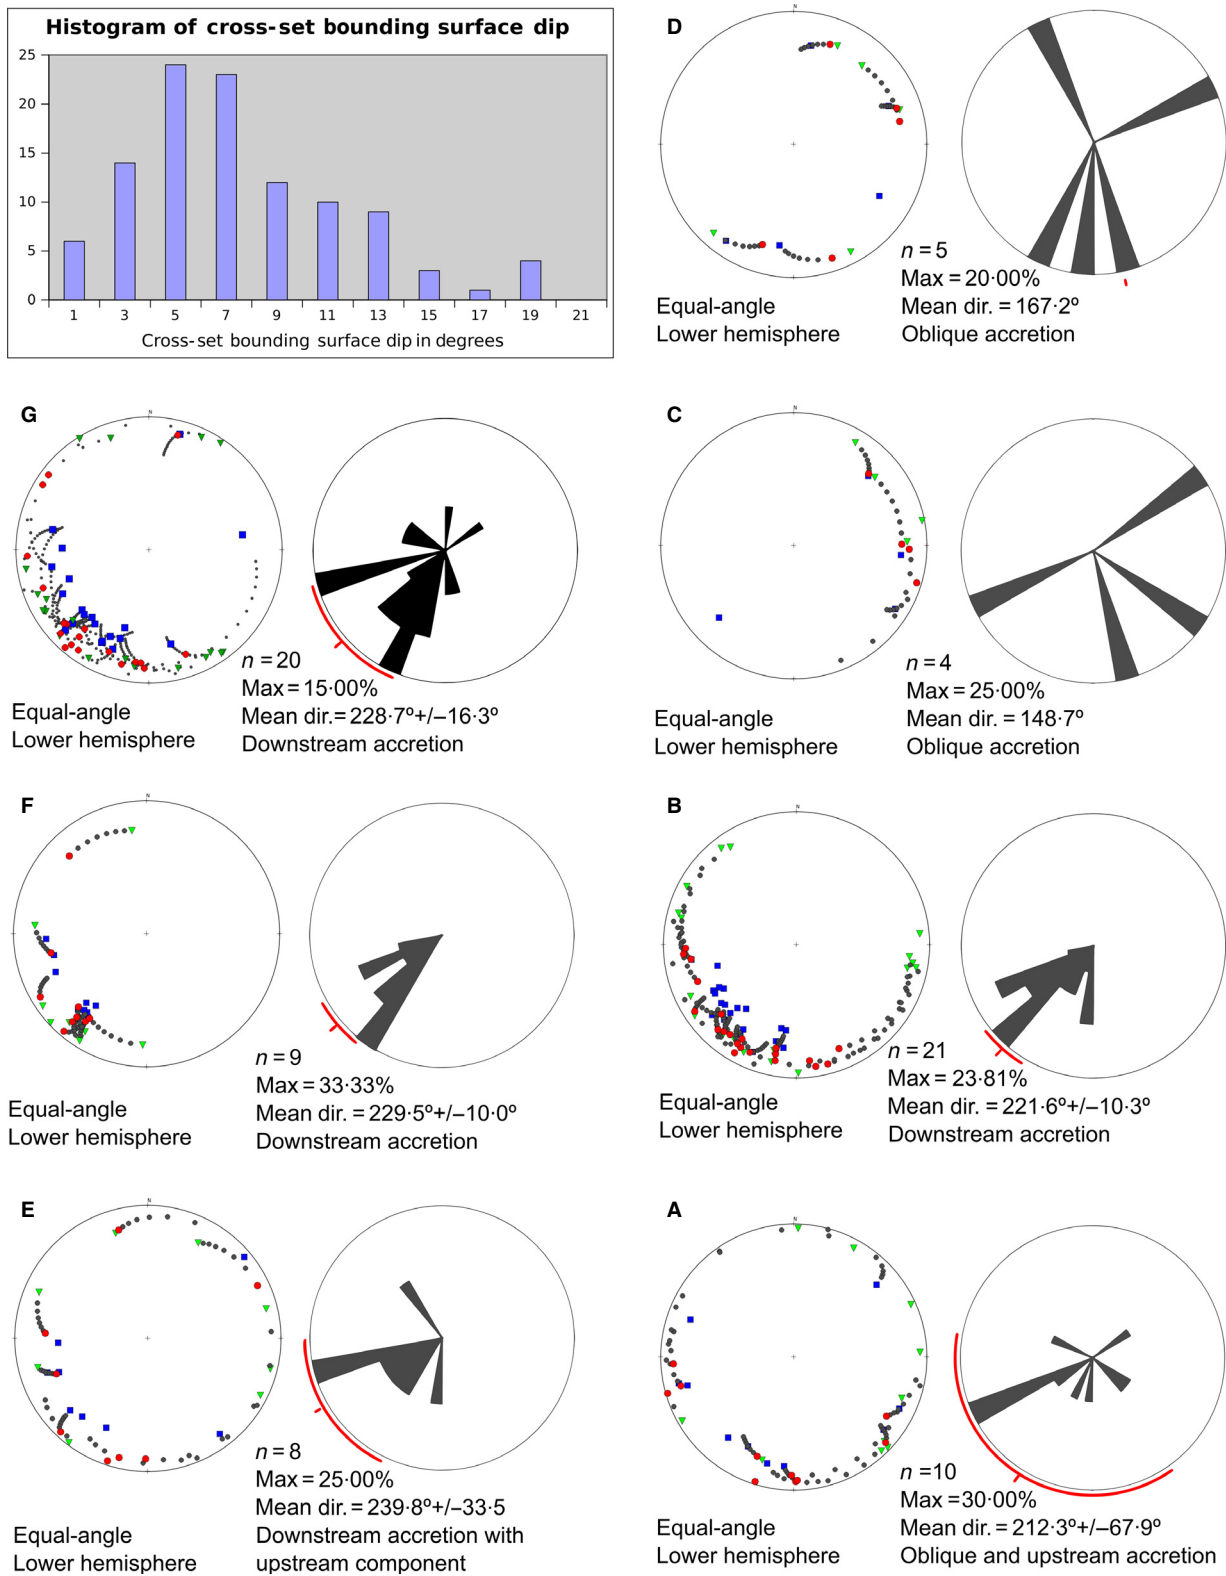 Histogram of cross-set bounding surface dip
25
20
15
10
5
0
1 3 5 7 9 11 13 15 17 19 21
Cross-set bounding surface dip in degrees
D
N
n = 5
Max = 20·00%
Mean dir. = 167·2º
Oblique accretion
Equal-angle
Lower hemisphere
G
N
n = 20
Max = 15·00%
Mean dir. = 228·7º+/−16·3º
Downstream accretion
Equal-angle
Lower hemisphere
C
N
n = 4
Max = 25·00%
Mean dir. = 148·7º
Oblique accretion
Equal-angle
Lower hemisphere
F
N
n = 9
Max = 33·33%
Mean dir. = 229·5º+/−10·0º
Downstream accretion
Equal-angle
Lower hemisphere
B
N
n = 21
Max = 23·81%
Mean dir. = 221·6º+/−10·3º
Downstream accretion
Equal-angle
Lower hemisphere
E
N
n = 8
Max = 25·00%
Mean dir. = 239·8º+/−33·5
Downstream accretion with
upstream component
Equal-angle
Lower hemisphere
A
N
n = 10
Max = 30·00%
Mean dir. = 212·3º+/−67·9º
Oblique and upstream accretion
Equal-angle
Lower hemisphere